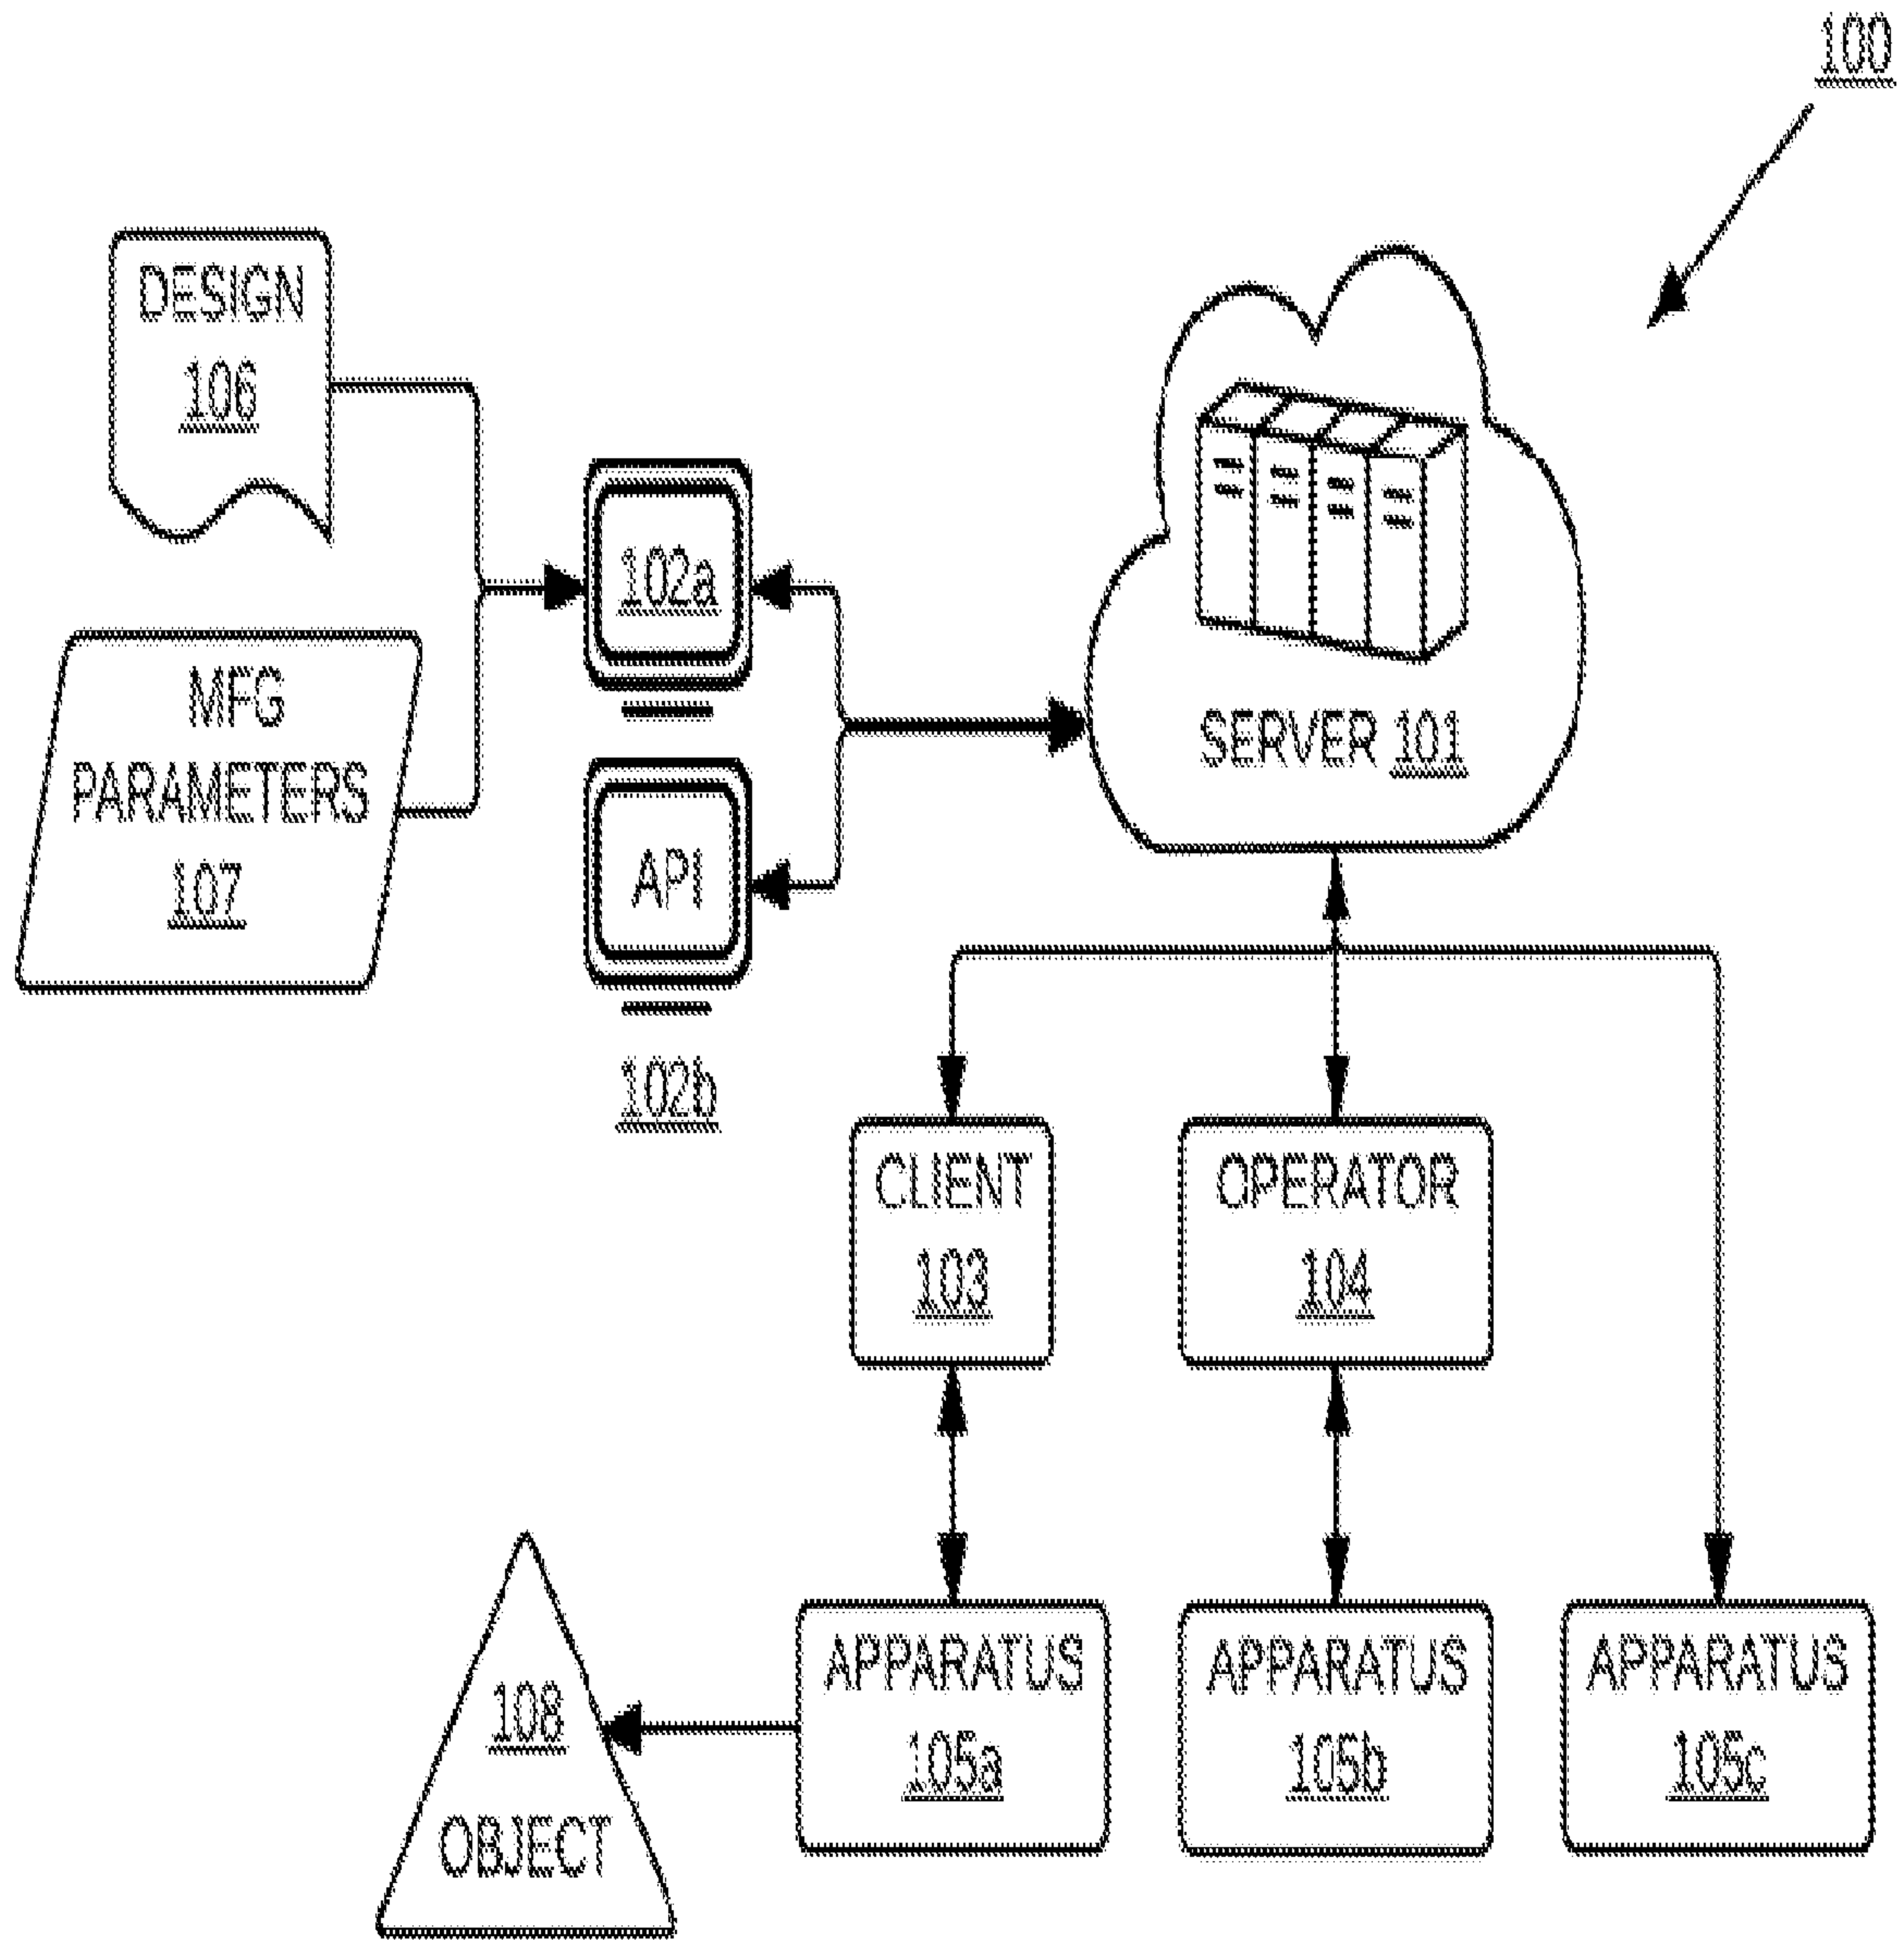 100
DESIGN
106
102a
MFG
PARAMETERS
107
API
102b
SERVER 101
CLIENT
103
OPERATOR
104
APPARATUS
105a
APPARATUS
105b
APPARATUS
105c
108
OBJECT